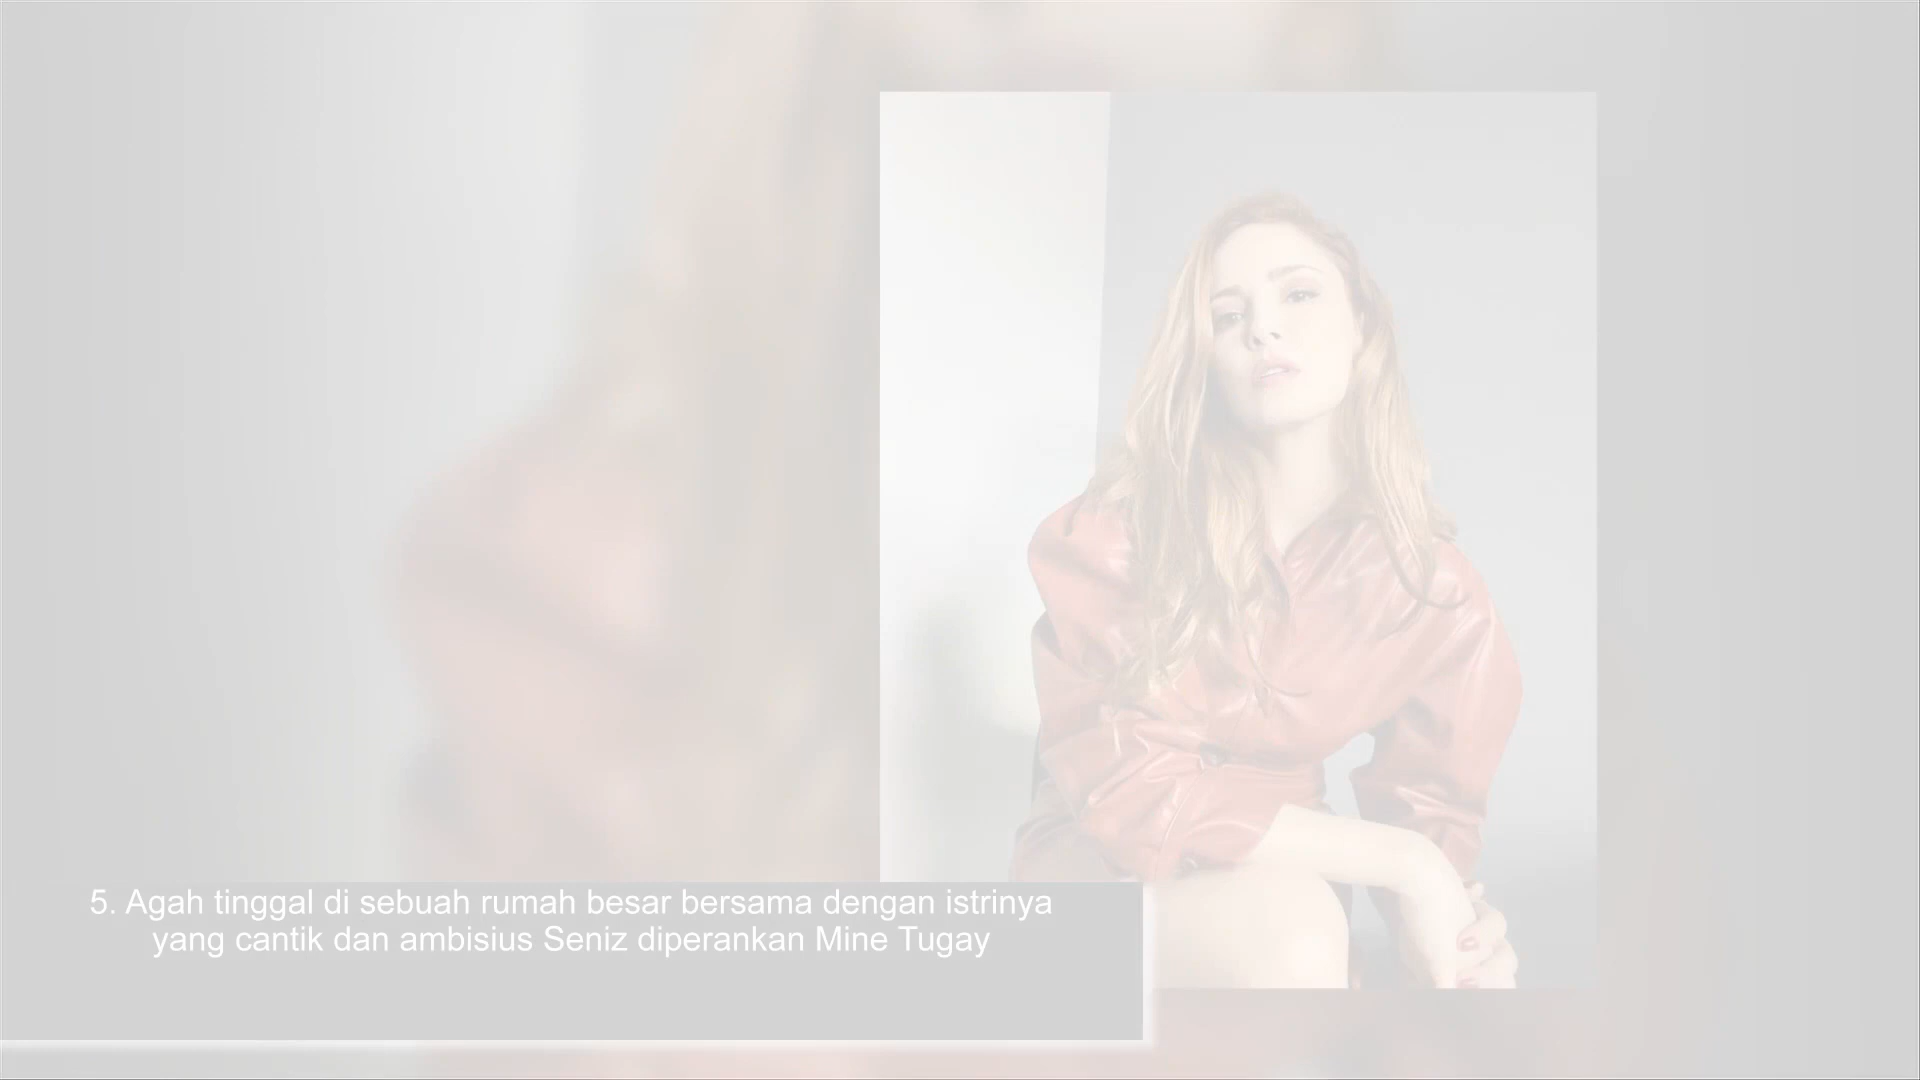 5. Agah tinggal di sebuah rumah besar bersama dengan istrinya
yang cantik dan ambisius Seniz diperankan Mine Tugay